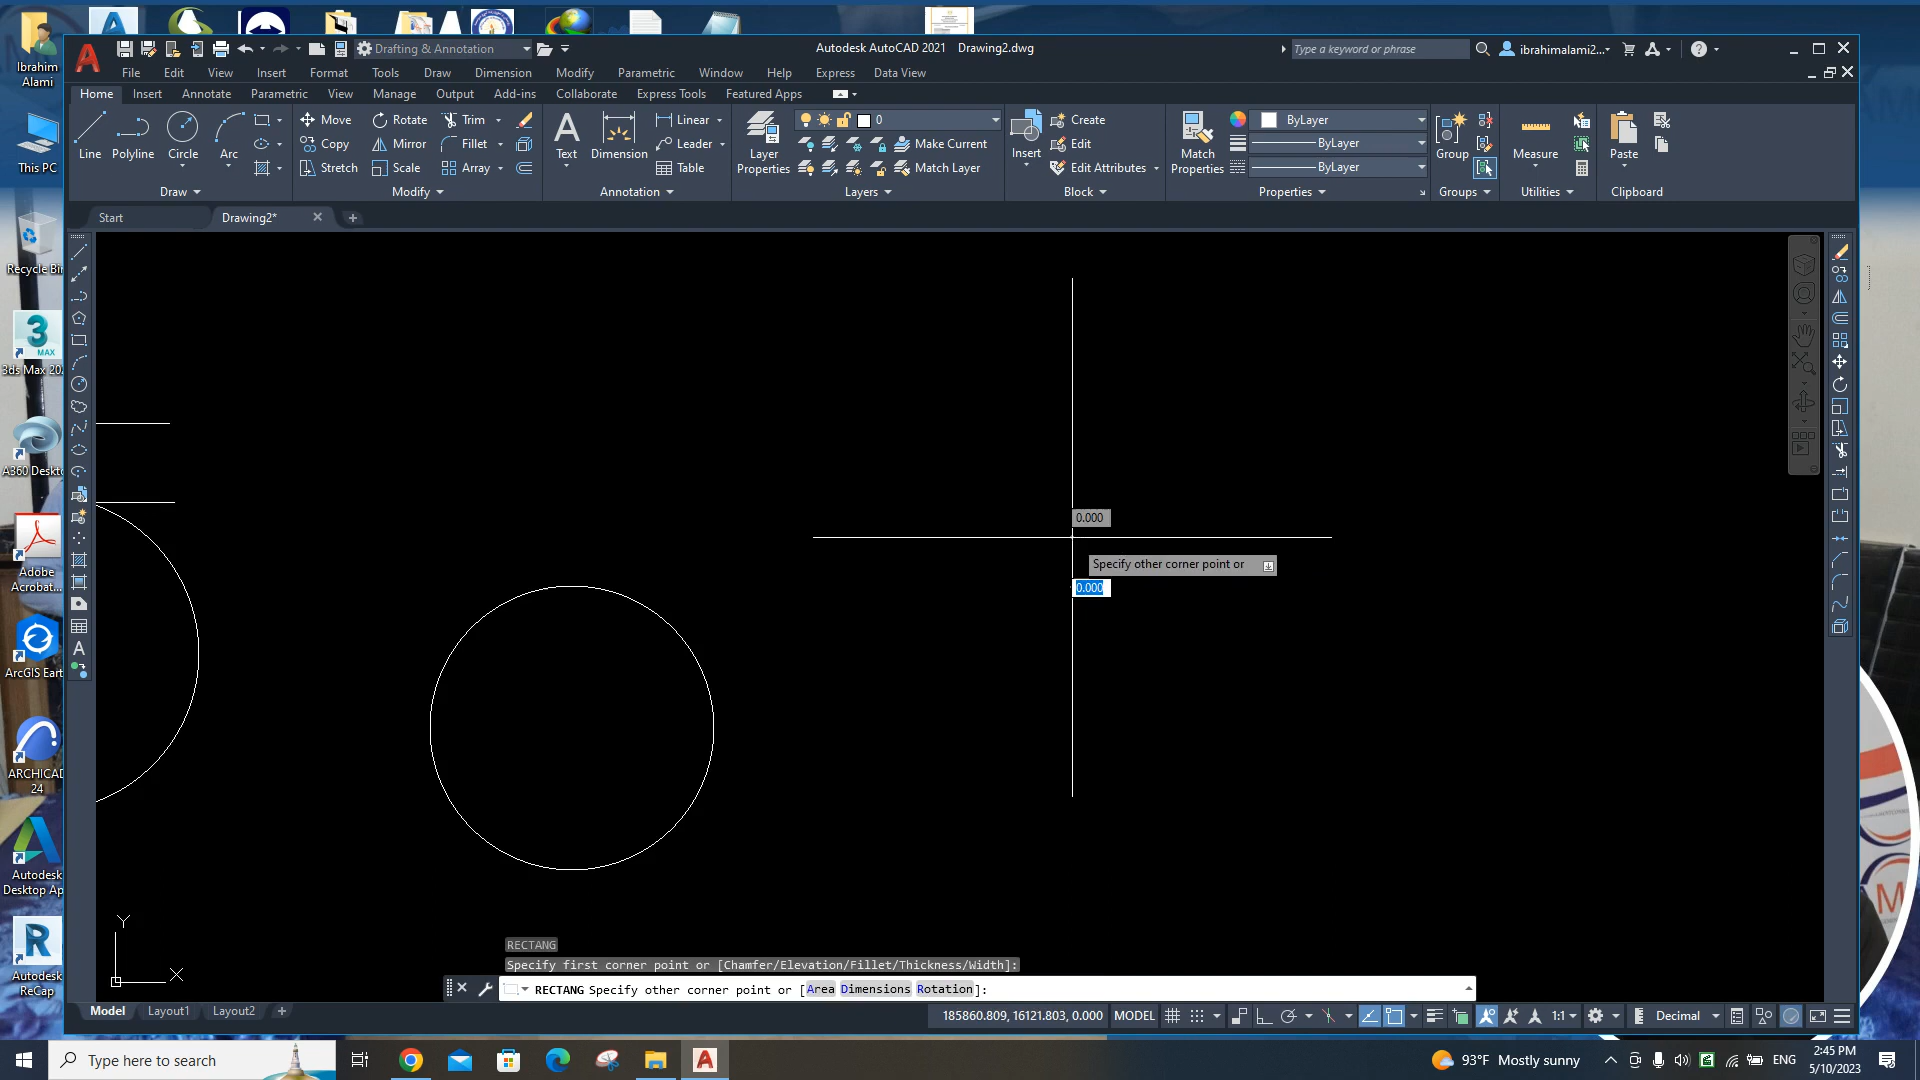 Ibrahim
Alami
This PC
Recycle Bin
3ds Max 20
A360 Deskto
Adobe
Acrobat...
ArcGIS Eart
ARCHICAD
24
Autodesk
Desktop Ap
Autodesk
ReCap
Drafting & Annotation
Autodesk AutoCAD 2021 Drawing2.dwg
Type a keyword or phrase
ibrahimalami2...
File Edit View Insert Format Tools Draw Dimension Modify Parametric Window Help Express Data View
Home Insert Annotate Parametric View Manage Output Add-ins Collaborate Express Tools Featured Apps
Line Polyline Circle Arc
Draw
Move Rotate Trim
Copy Mirror Fillet
Stretch Scale Array
Modify
Text Dimension
Linear
Leader
Table
Annotation
Layer
Properties
0
Make Current
Match Layer
Layers
Insert
Create
Edit
Edit Attributes
Block
Match
Properties
ByLayer
ByLayer
ByLayer
Properties
Group
Groups
Measure
Utilities
Paste
Clipboard
Start Drawing2*
0.000
Specify other corner point or
0.000
Y
X
RECTANG
Specify first corner point or [Chamfer/Elevation/Fillet/Thickness/Width]:
RECTANG Specify other corner point or [Area Dimensions Rotation]:
Model Layout1 Layout2
185860.809, 16121.803, 0.000 MODEL 1:1 Decimal
Type here to search
93°F Mostly sunny
ENG
2:45 PM
5/10/2023